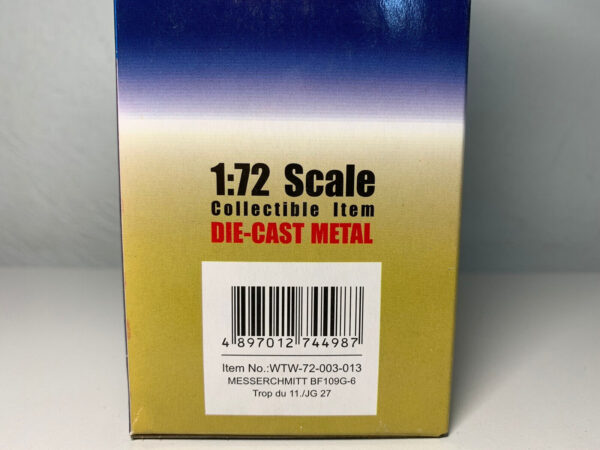 1:72 Scale
Collectible Item
DIE-CAST METAL
4 897012 744987
Item No.:WTW-72-003-013
MESSERCHMITT BF109G-6
Trop du 11./JG 27